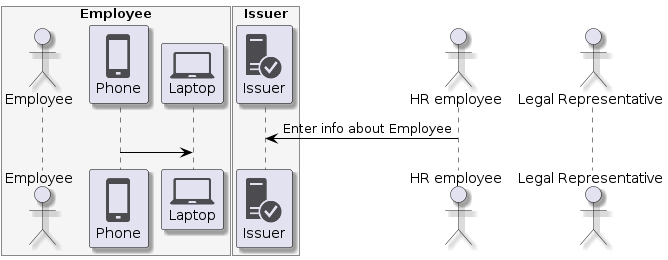 Employee
Issuer
Employee
Phone
Laptop
Issuer
HR employee
Legal Representative
Enter info about Employee
Employee
Phone
Laptop
Issuer
HR employee
Legal Representative